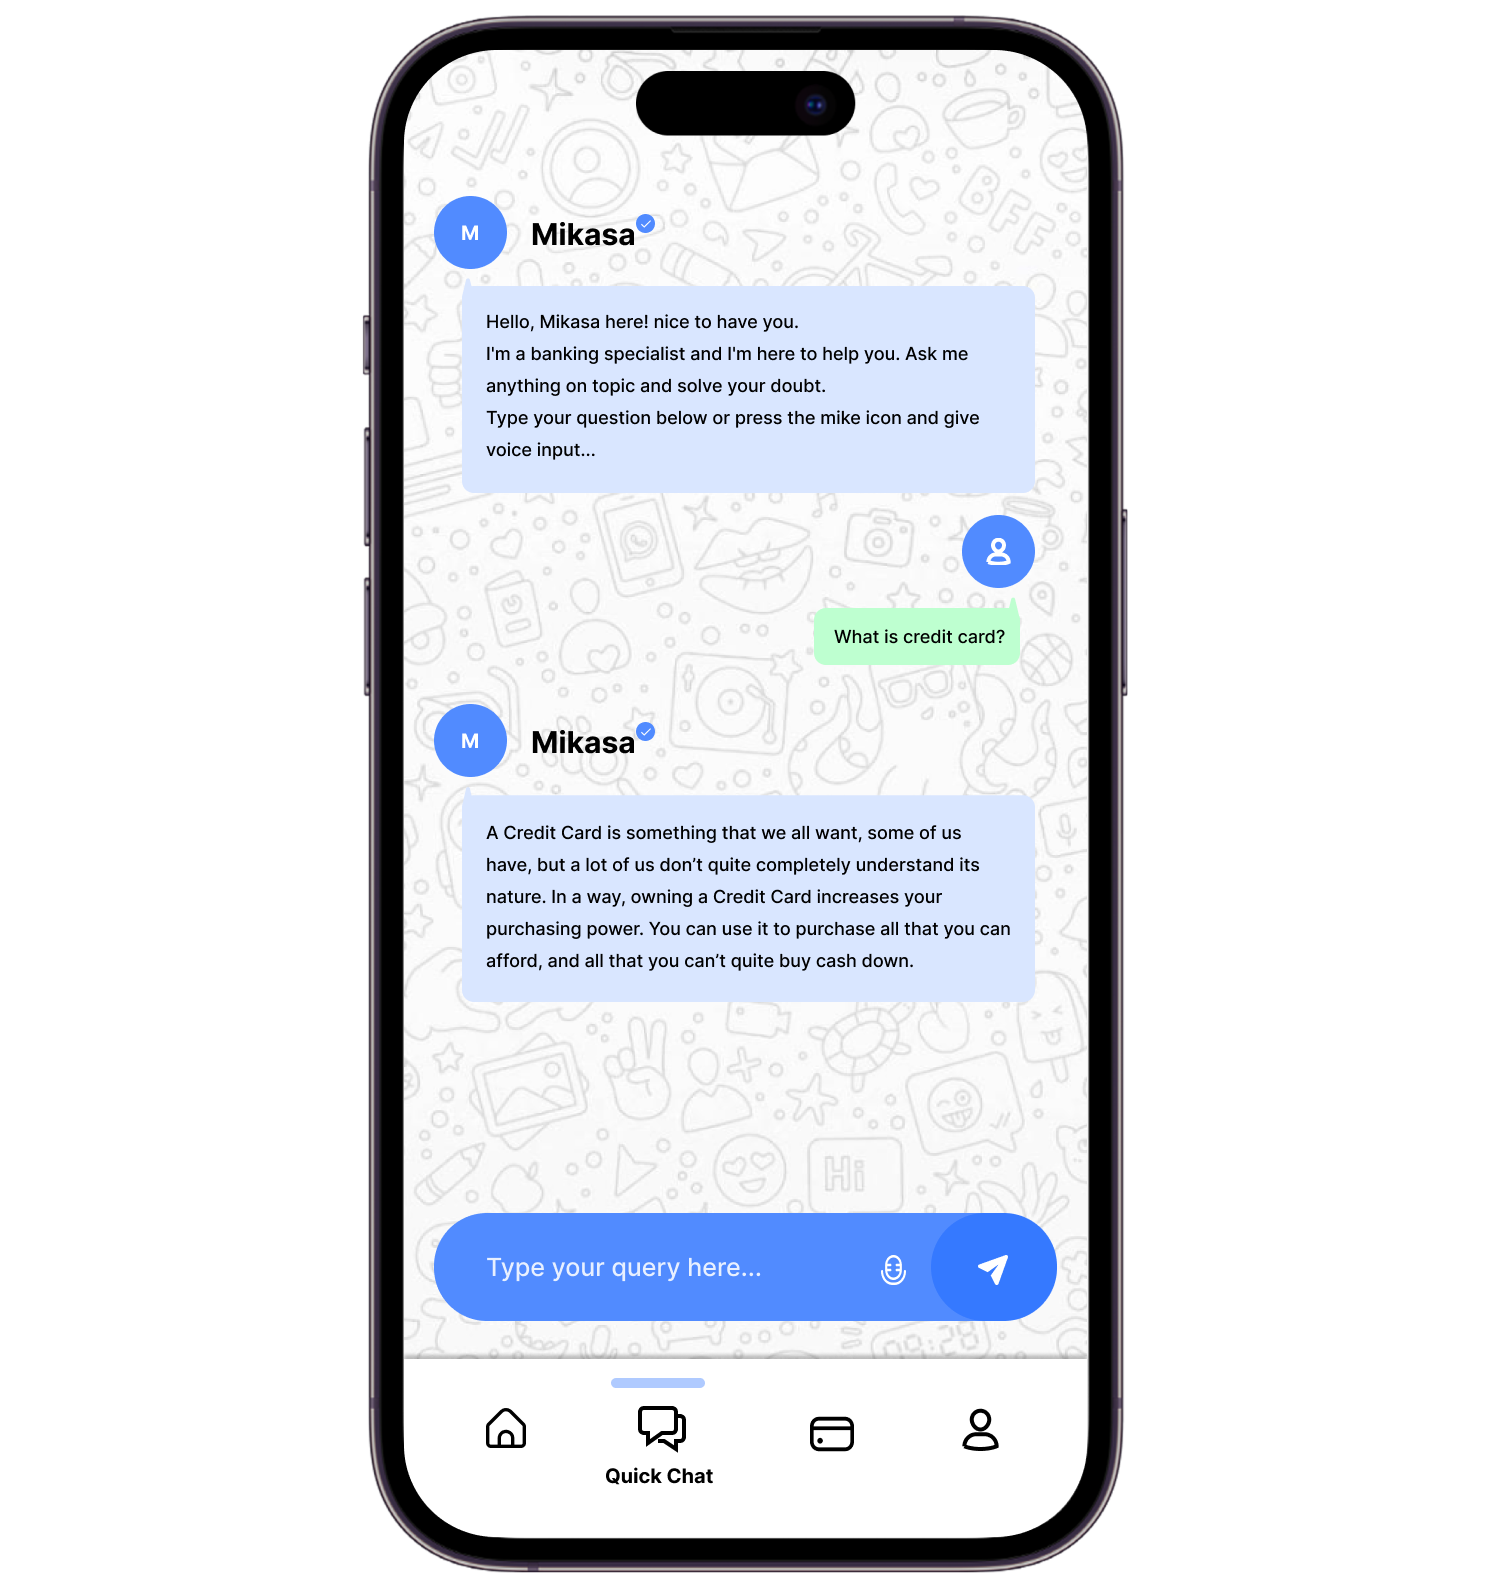 M
Mikasa
Hello, Mikasa here! nice to have you.
I'm a banking specialist and I'm here to help you. Ask me
anything on topic and solve your doubt.
Type your question below or press the mike icon and give
voice input...
What is credit card?
M
Mikasa
A Credit Card is something that we all want, some of us
have, but a lot of us don’t quite completely understand its
nature. In a way, owning a Credit Card increases your
purchasing power. You can use it to purchase all that you can
afford, and all that you can’t quite buy cash down.
Type your query here...
Quick Chat
BFF
Hi
09:28